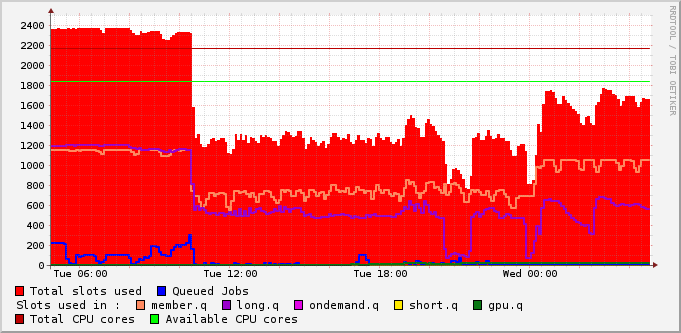 RRDTOOL / TOBI OETIKER
2400
2200
2000
1800
1600
1400
1200
1000
800
600
400
200
0
Tue 06:00 Tue 12:00 Tue 18:00 Wed 00:00
Total slots used Queued Jobs
Slots used in : member.q long.q ondemand.q short.q gpu.q
Total CPU cores Available CPU cores